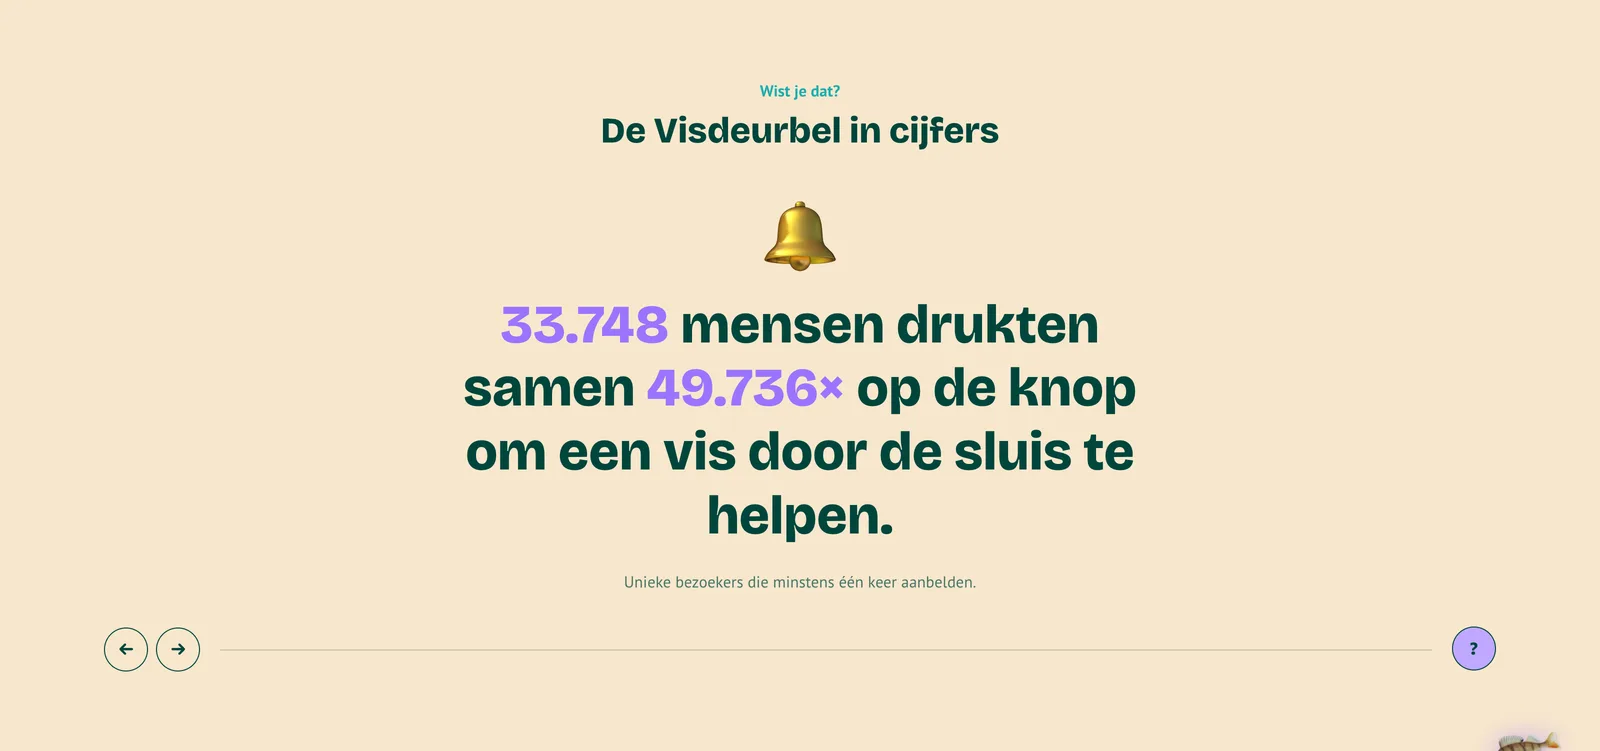 Wist je dat?
De Visdeurbel in cijfers
33.748 mensen drukten
samen 49.736× op de knop
om een vis door de sluis te
helpen.
Unieke bezoekers die minstens één keer aanbelden.
?